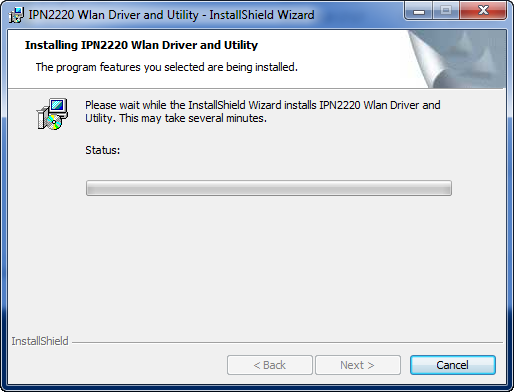 IPN2220 Wlan Driver and Utility - InstallShield Wizard
Installing IPN2220 Wlan Driver and Utility
The program features you selected are being installed.
Please wait while the InstallShield Wizard installs IPN2220 Wlan Driver and
Utility. This may take several minutes.
Status:
InstallShield
< Back
Next >
Cancel